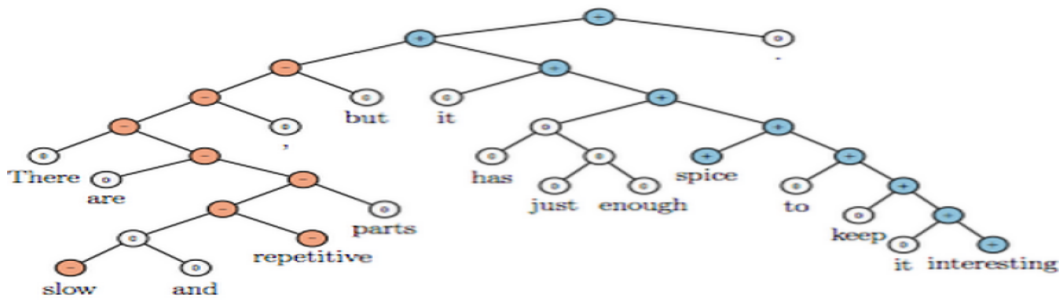 .
but it
,
There has spice
are just enough to
parts keep
repetitive it interesting
slow and